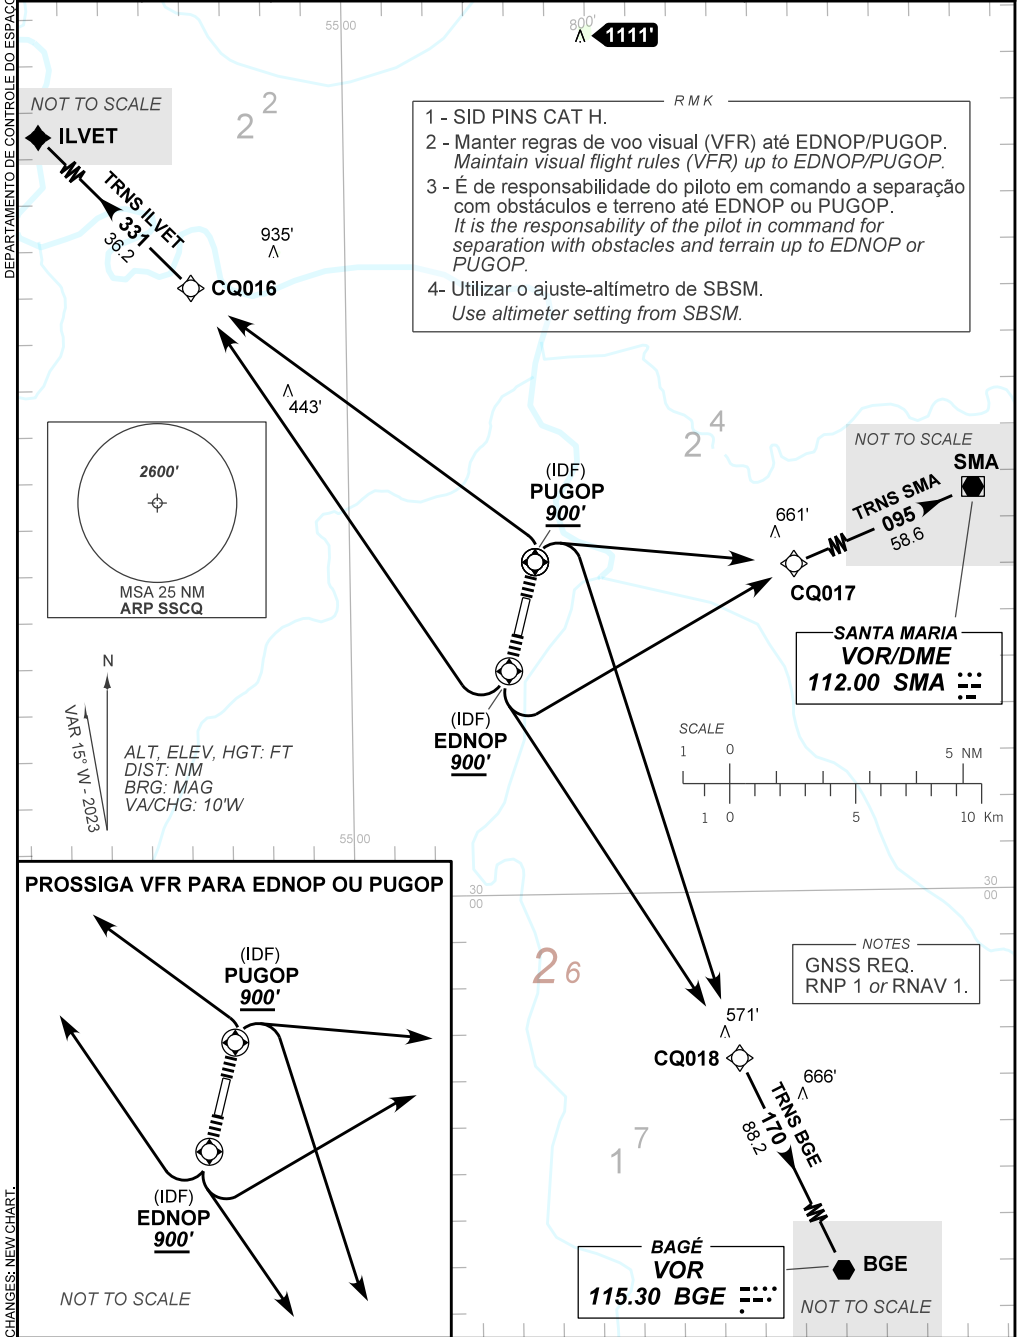 DEPARTAMENTO DE CONTROLE DO ESPAÇO
55 00
800'
1111'
NOT TO SCALE
ILVET
2 2
TRNS ILVET
331
36.2
935'
CQ016
RMK
1 - SID PINS CAT H.
2 - Manter regras de voo visual (VFR) até EDNOP/PUGOP.
Maintain visual flight rules (VFR) up to EDNOP/PUGOP.
3 - É de responsabilidade do piloto em comando a separação
com obstáculos e terreno até EDNOP ou PUGOP.
It is the responsability of the pilot in command for
separation with obstacles and terrain up to EDNOP or
PUGOP.
4- Utilizar o ajuste-altímetro de SBSM.
Use altimeter setting from SBSM.
443'
2 4
2600'
MSA 25 NM
ARP SSCQ
(IDF)
PUGOP
900'
NOT TO SCALE
SMA
TRNS SMA
095
58.6
661'
CQ017
SANTA MARIA
VOR/DME
112.00 SMA
(IDF)
EDNOP
900'
N
VAR 15° W - 2023
ALT, ELEV, HGT: FT
DIST: NM
BRG: MAG
VA/CHG: 10'W
SCALE
1 0 5 NM
1 0 5 10 Km
55 00
30
00
30
00
PROSSIGA VFR PARA EDNOP OU PUGOP
(IDF)
PUGOP
900'
(IDF)
EDNOP
900'
NOT TO SCALE
2 6
NOTES
GNSS REQ.
RNP 1 or RNAV 1.
571'
CQ018
666'
TRNS BGE
170
88.2
1 7
BAGÉ
VOR
115.30 BGE
BGE
NOT TO SCALE
CHANGES: NEW CHART.